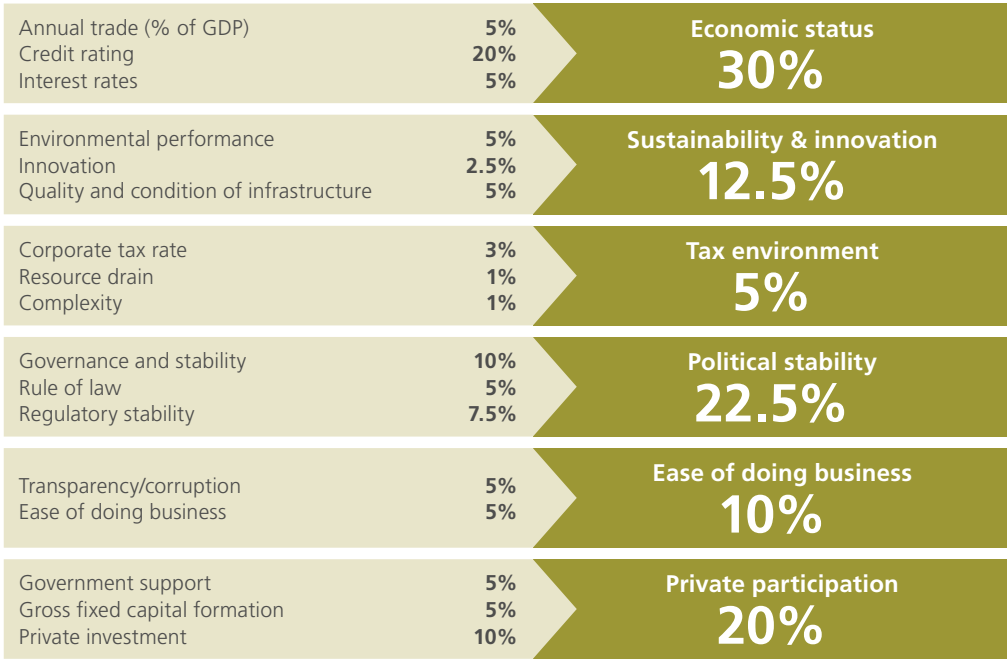 Annual trade (% of GDP) 5%
Credit rating 20%
Interest rates 5%
Economic status
30%
Environmental performance 5%
Innovation 2.5%
Quality and condition of infrastructure 5%
Sustainability & innovation
12.5%
Corporate tax rate 3%
Resource drain 1%
Complexity 1%
Tax environment
5%
Governance and stability 10%
Rule of law 5%
Regulatory stability 7.5%
Political stability
22.5%
Transparency/corruption 5%
Ease of doing business 5%
Ease of doing business
10%
Government support 5%
Gross fixed capital formation 5%
Private investment 10%
Private participation
20%